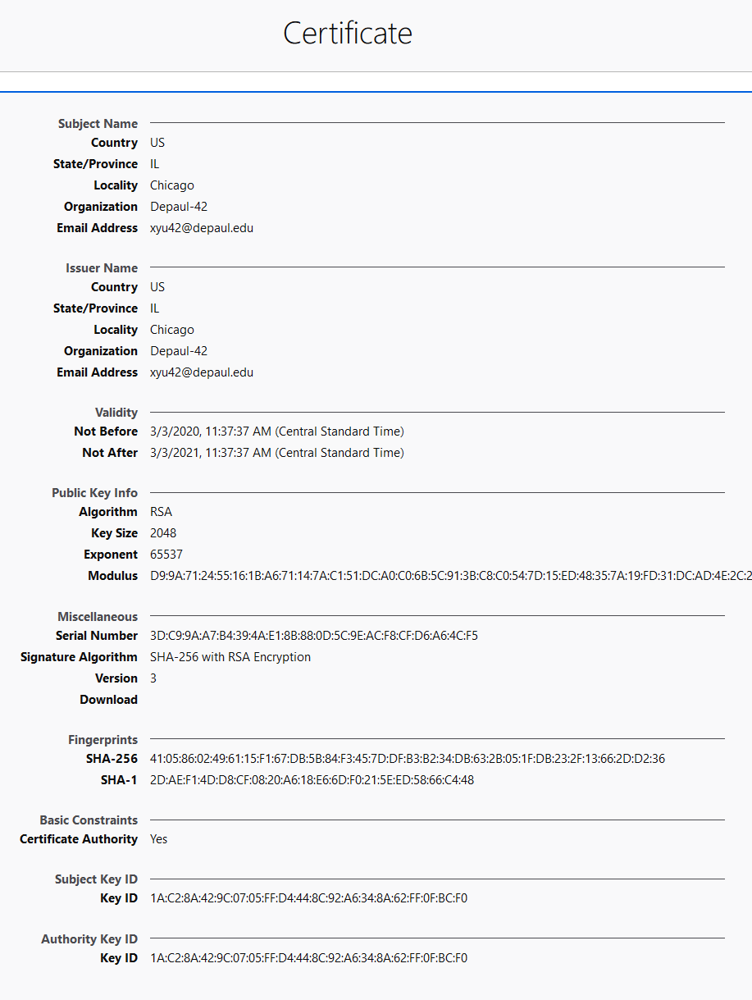 Certificate
Subject Name
Country US
State/Province IL
Locality Chicago
Organization Depaul-42
Email Address xyu42@depaul.edu
Issuer Name
Country US
State/Province IL
Locality Chicago
Organization Depaul-42
Email Address xyu42@depaul.edu
Validity
Not Before 3/3/2020, 11:37:37 AM (Central Standard Time)
Not After 3/3/2021, 11:37:37 AM (Central Standard Time)
Public Key Info
Algorithm RSA
Key Size 2048
Exponent 65537
Modulus D9:9A:71:24:55:16:1B:A6:71:14:7A:C1:51:DC:A0:C0:6B:5C:91:3B:C8:C0:54:7D:15:ED:48:35:7A:19:FD:31:DC:AD:4E:2C:2
Miscellaneous
Serial Number 3D:C9:9A:A7:B4:39:4A:E1:8B:88:0D:5C:9E:AC:F8:CF:D6:A6:4C:F5
Signature Algorithm SHA-256 with RSA Encryption
Version 3
Download
Fingerprints
SHA-256 41:05:86:02:49:61:15:F1:67:DB:5B:84:F3:45:7D:DF:B3:B2:34:DB:63:2B:05:1F:DB:23:2F:13:66:2D:D2:36
SHA-1 2D:AE:F1:4D:D8:CF:08:20:A6:18:E6:6D:F0:21:5E:ED:58:66:C4:48
Basic Constraints
Certificate Authority Yes
Subject Key ID
Key ID 1A:C2:8A:42:9C:07:05:FF:D4:44:8C:92:A6:34:8A:62:FF:0F:BC:F0
Authority Key ID
Key ID 1A:C2:8A:42:9C:07:05:FF:D4:44:8C:92:A6:34:8A:62:FF:0F:BC:F0